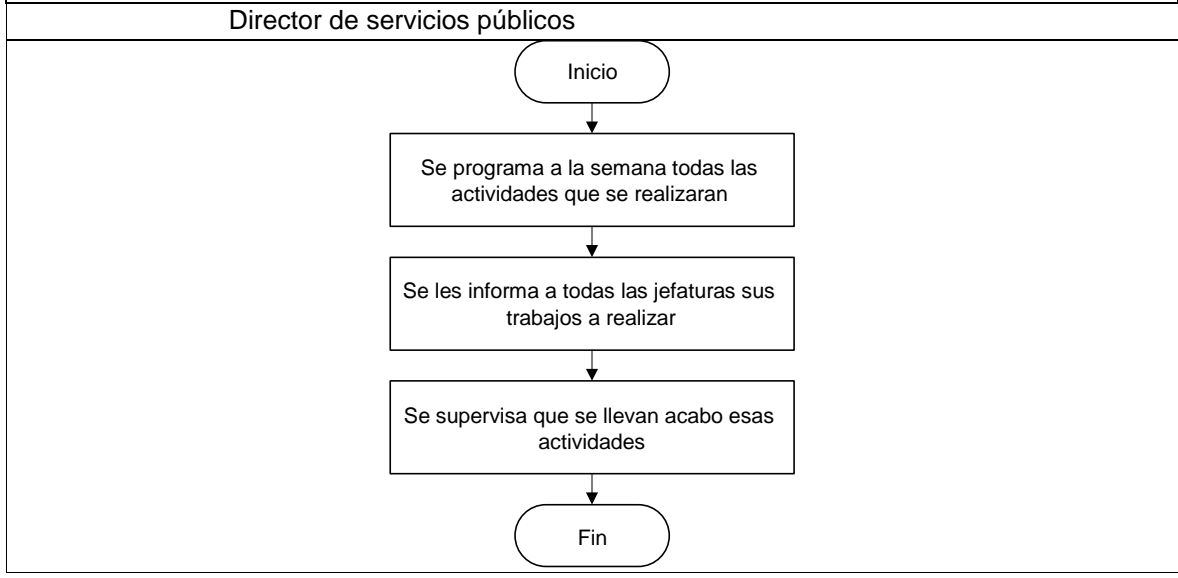 Director de servicios públicos
Inicio
Se programa a la semana todas las
actividades que se realizaran
Se les informa a todas las jefaturas sus
trabajos a realizar
Se supervisa que se llevan acabo esas
actividades
Fin